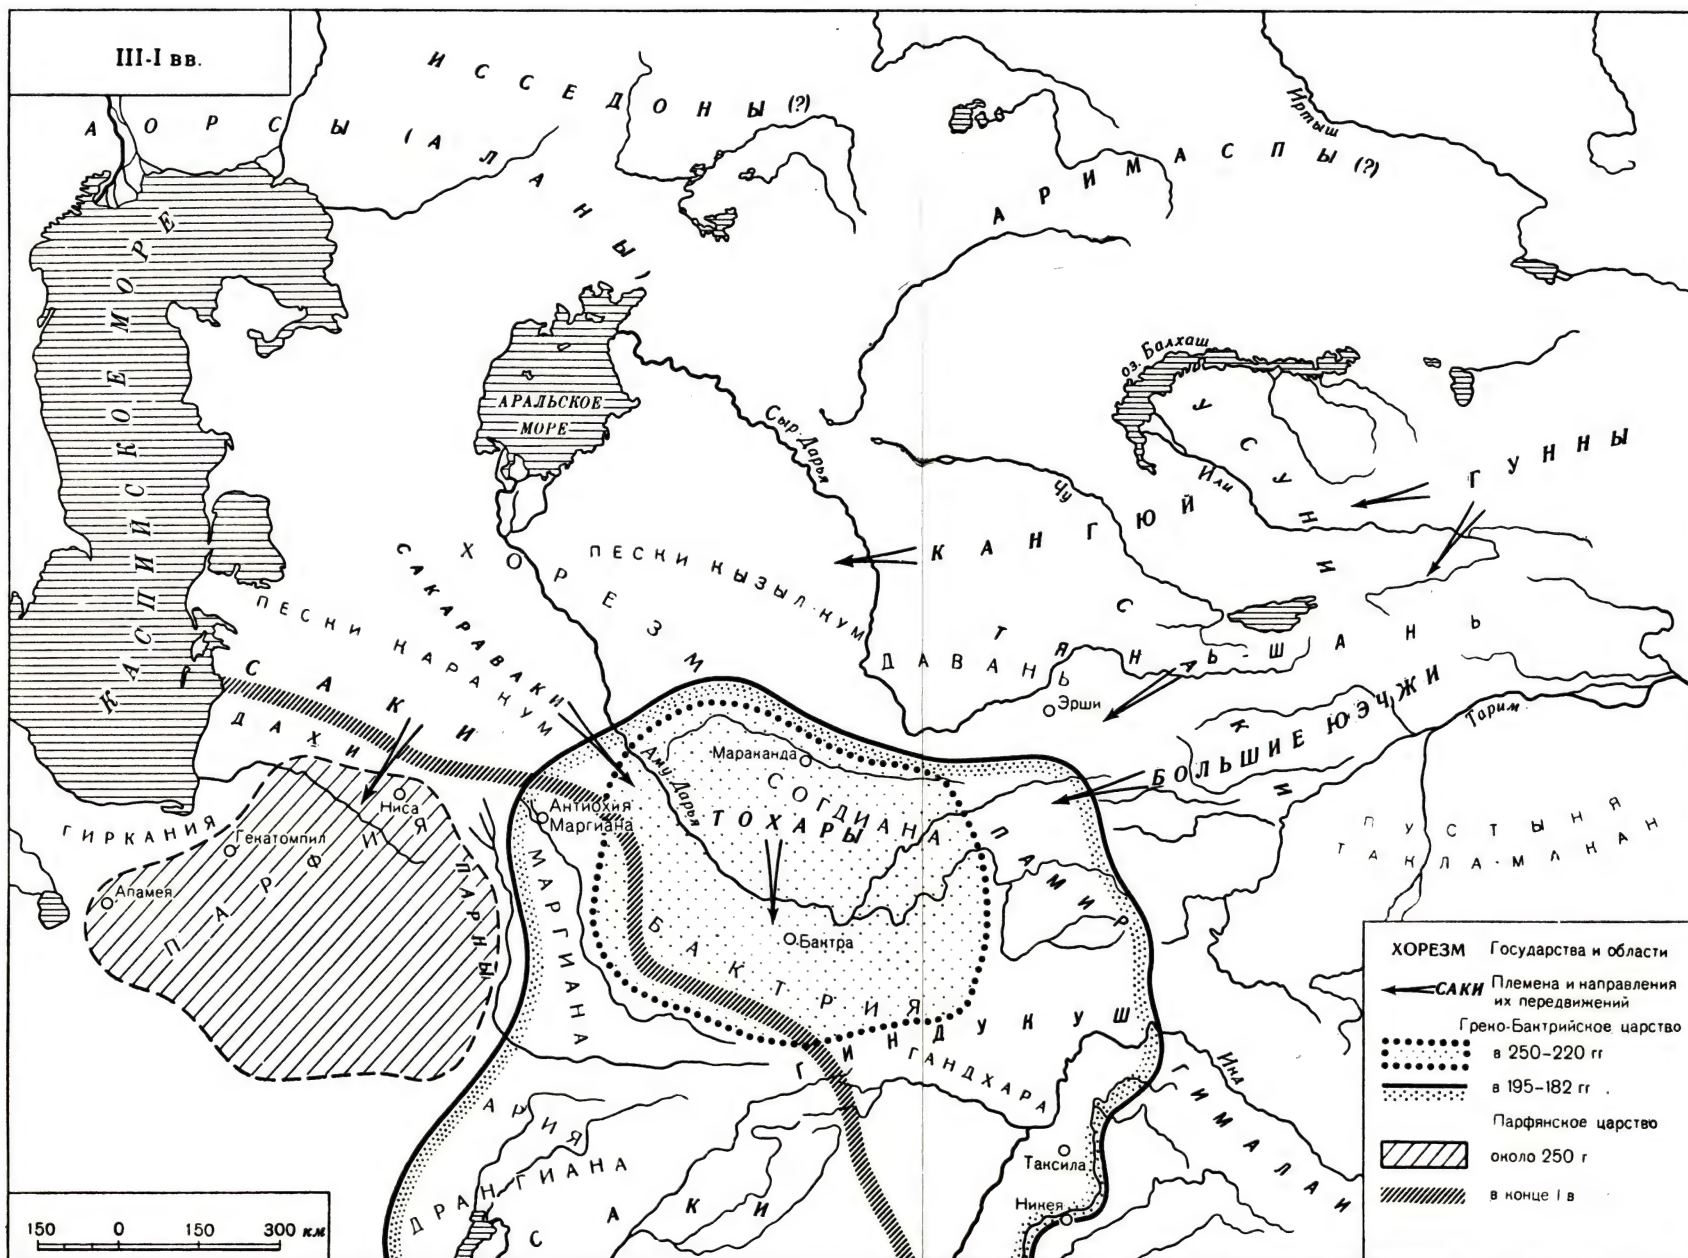 III-I вв.
ИССЕДОНЫ (?)
АОРСЫ (АЛАНЫ)
Иртыш
АРИМАСПЫ (?)
КАСПИЙСКОЕ МОРЕ
АРАЛЬСКОЕ
МОРЕ
оз. Балхаш
Сыр-Дарья
УСУНИ
ГУННЫ
Или
Чу
КАНГЮЙ
ХОРЕЗМ
ПЕСКИ КЫЗЫЛ-КУМ
САКАРАВАКИ
ПЕСКИ КАРАКУМ
САКИ
ДАХИ
ДАВАНЬ
ТЯНЬ-ШАНЬ
САКИ
Эрши
БОЛЬШИЕ ЮЭЧЖИ
Тарим
Мараканда
СОГДИАНА
Аму-Дарья
ТОХАРЫ
Антиохия
Маргиана
Ниса
ГИРКАНИЯ
Гекатомпил
ПАРФИЯ
ПАРНЫ
Апамея
МАРГИАНА
ПАМИР
ПУСТЫНЯ
ТАКЛА-МАКАН
Бактра
БАКТРИЯ
ГИНДУКУШ
ГАНДХАРА
Инд
ГИМАЛАИ
АРИЯ
ДРАНГИАНА
САКИ
Таксила
Никея
150 0 150 300 км
ХОРЕЗМ Государства и области
САКИ Племена и направления
их передвижений
Греко-Бактрийское царство
в 250-220 гг
в 195-182 гг.
Парфянское царство
около 250 г
в конце I в